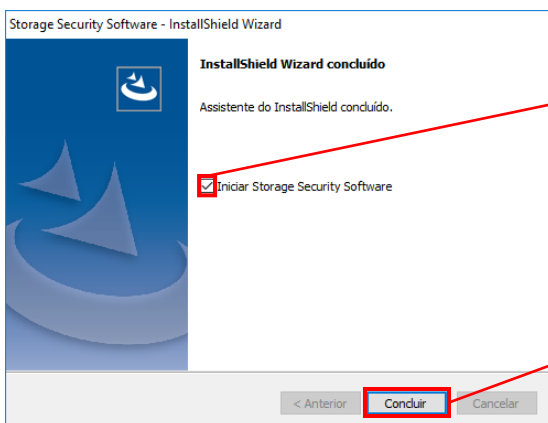 Storage Security Software - InstallShield Wizard
InstallShield Wizard concluído
Assistente do InstallShield concluído.
Iniciar Storage Security Software
< Anterior
Concluir
Cancelar